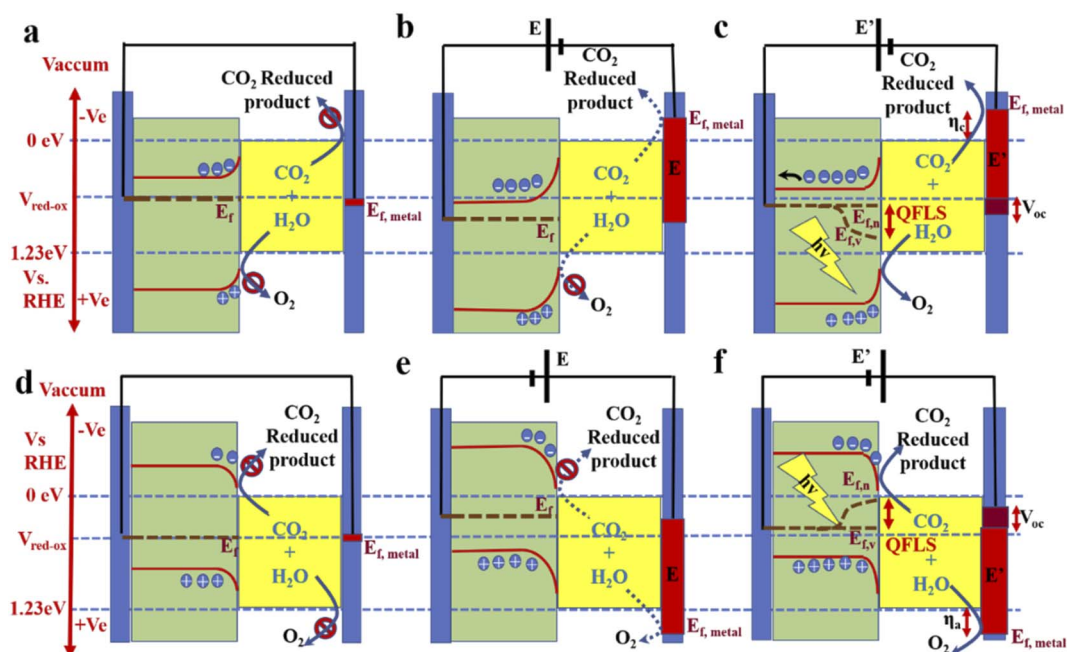 a
Vaccum
-Ve
0 eV
V_red-ox
1.23eV
Vs.
RHE
+Ve
CO2 Reduced
product
CO2
+
H2O
Ef
Ef, metal
O2
b
E
CO2
Reduced
product
Ef, metal
CO2
+
H2O
E
Ef
O2
c
E’
CO2
Reduced
product
ηc
Ef, metal
CO2
+
H2O
E’
Voc
QFLS
Ef,n
Ef,v
hv
O2
d
Vaccum
-Ve
Vs
RHE
0 eV
V_red-ox
1.23eV
+Ve
CO2
Reduced
product
CO2
+
H2O
Ef
Ef, metal
O2
e
E
CO2
Reduced
product
Ef
CO2
+
H2O
E
O2
Ef, metal
f
E’
CO2
Reduced
product
hv
Ef,n
Ef,v
CO2
QFLS
+
H2O
Voc
E’
ηa
O2
Ef, metal